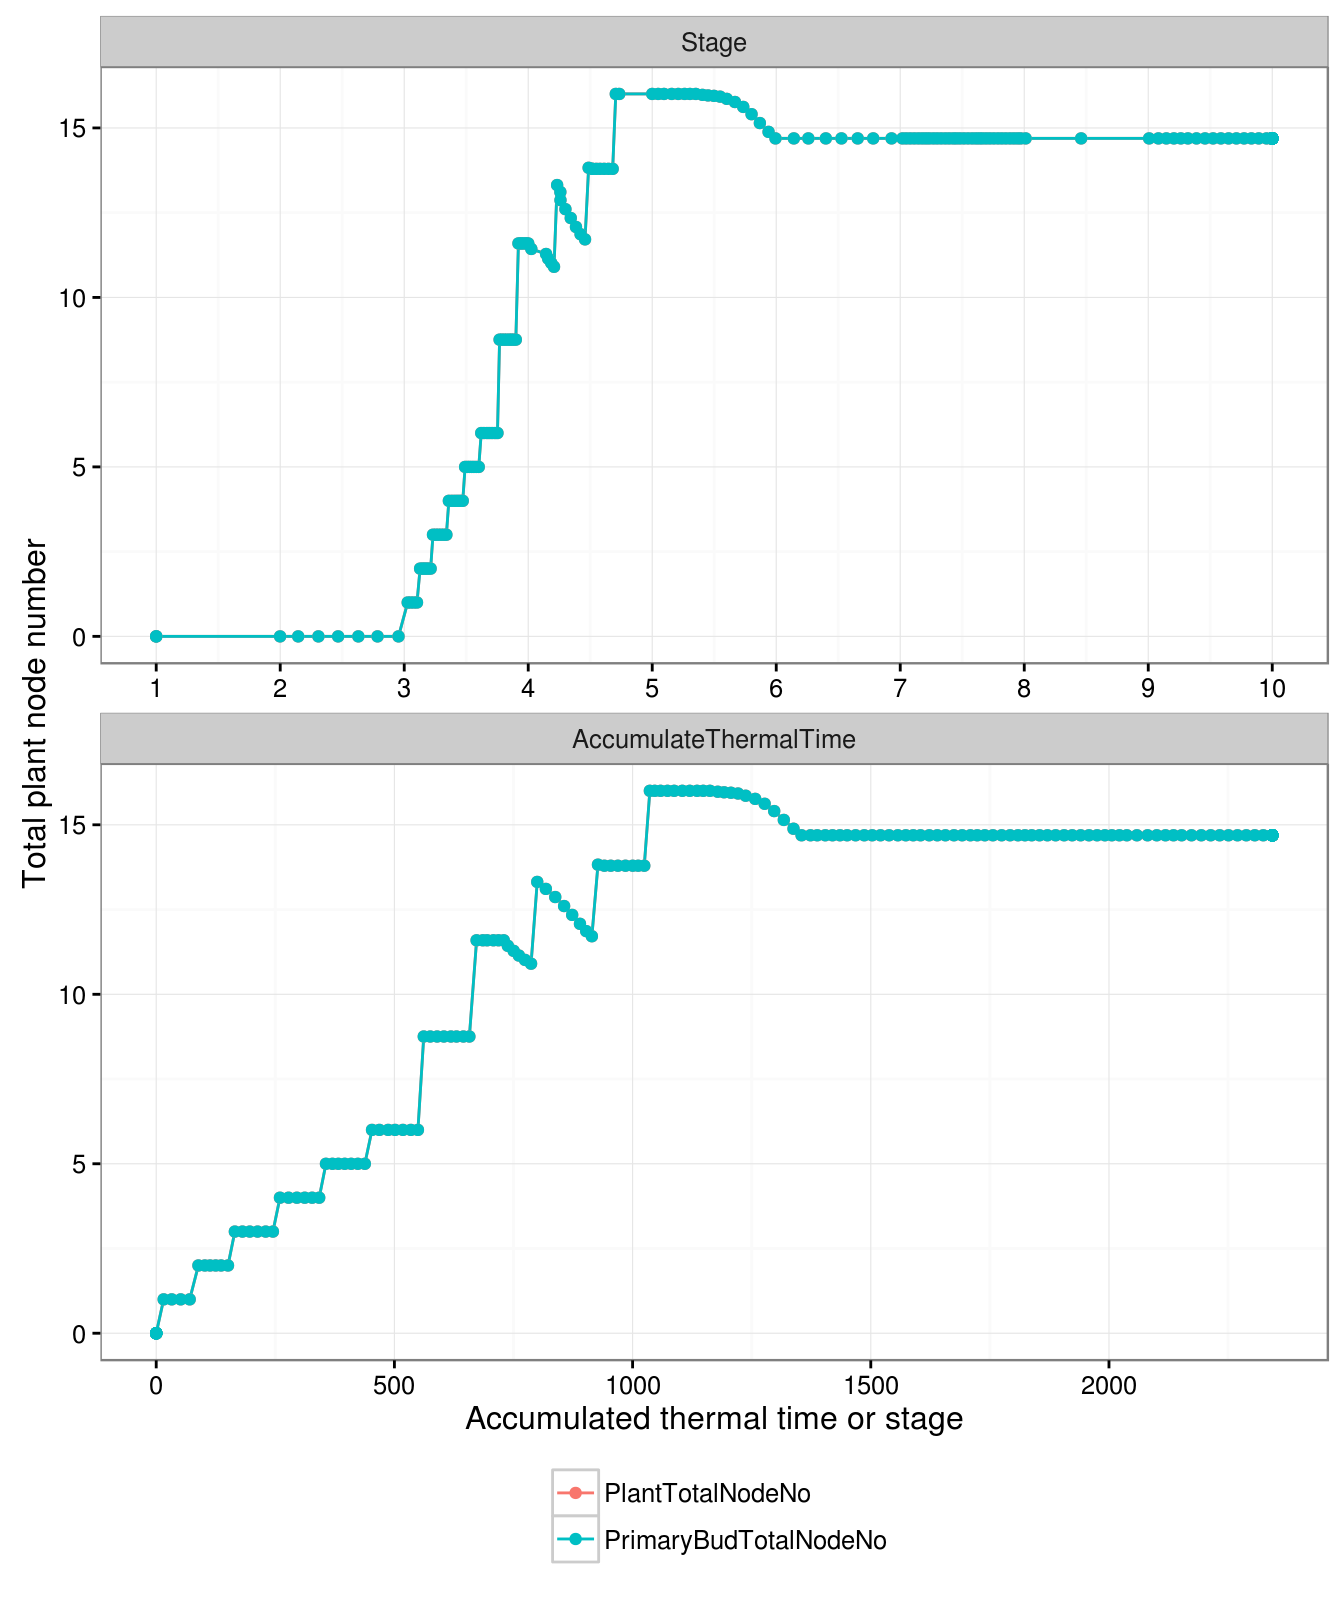 Stage
15
10
5
0
1 2 3 4 5 6 7 8 9 10
AccumulateThermalTime
15
10
5
0
0 500 1000 1500 2000
Total plant node number
Accumulated thermal time or stage
PlantTotalNodeNo
PrimaryBudTotalNodeNo